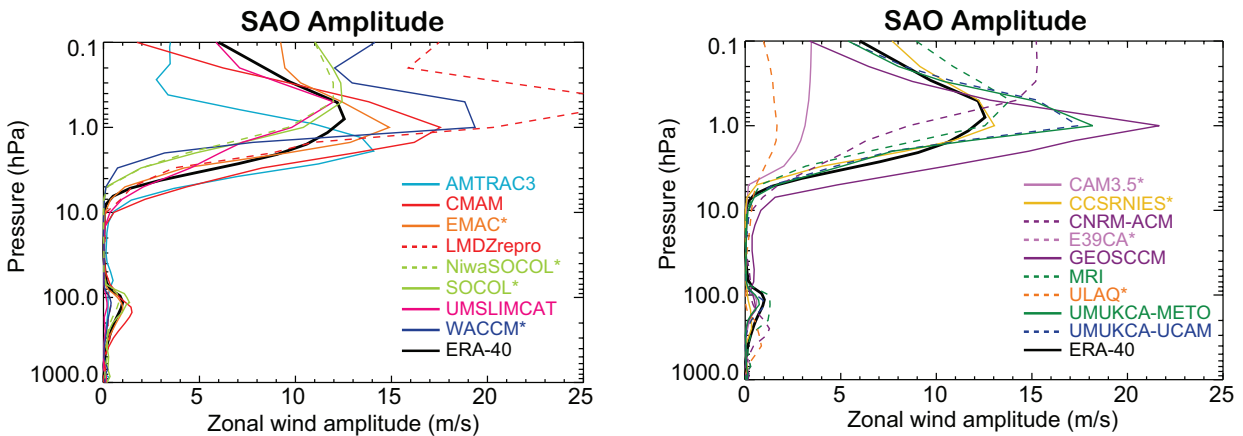 SAO Amplitude
0.1
1.0
10.0
100.0
1000.0
Pressure (hPa)
0 5 10 15 20 25
Zonal wind amplitude (m/s)
AMTRAC3
CMAM
EMAC*
LMDZrepro
NiwaSOCOL*
SOCOL*
UMSLIMCAT
WACCM*
ERA-40
SAO Amplitude
0.1
1.0
10.0
100.0
1000.0
Pressure (hPa)
0 5 10 15 20 25
Zonal wind amplitude (m/s)
CAM3.5*
CCSRNIES*
CNRM-ACM
E39CA*
GEOSCCM
MRI
ULAQ*
UMUKCA-METO
UMUKCA-UCAM
ERA-40